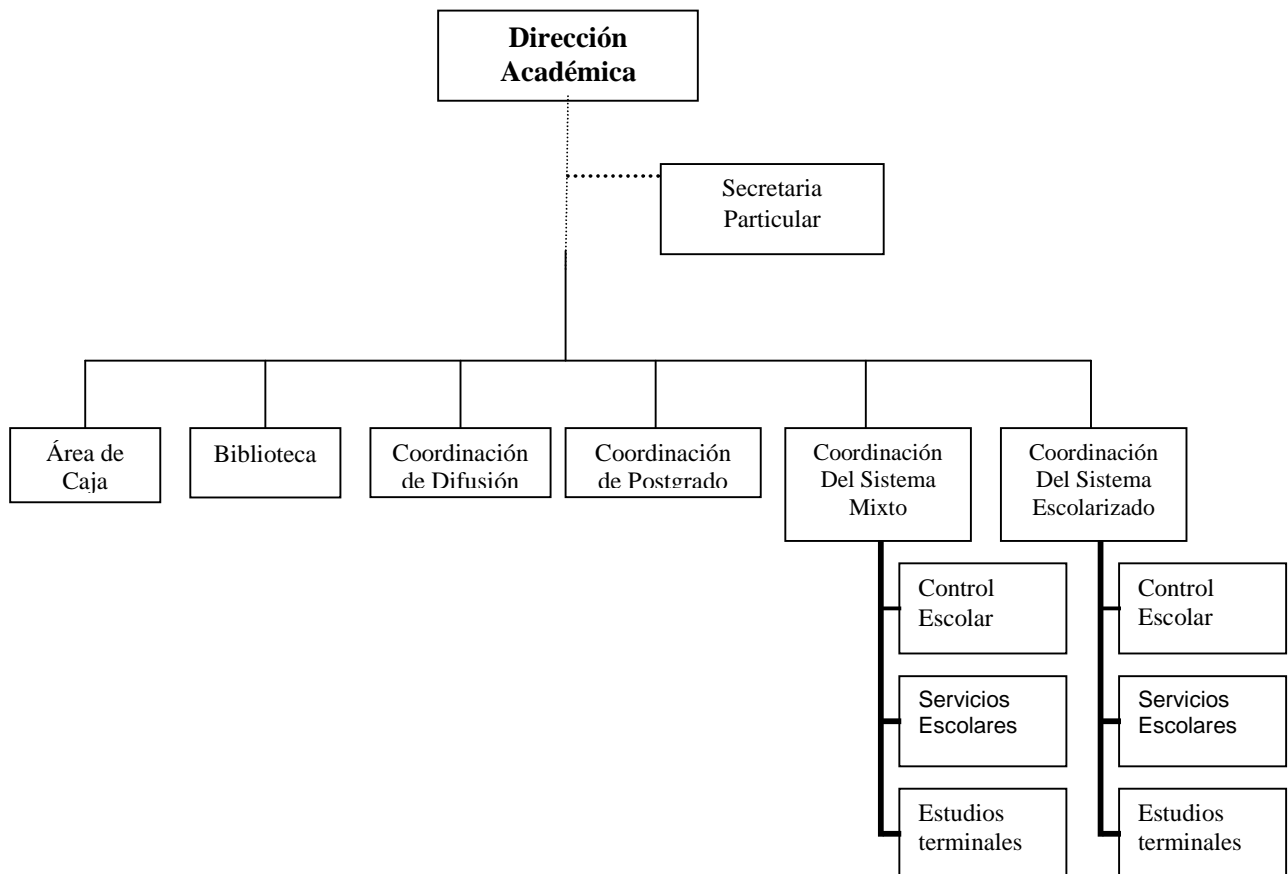 Dirección
Académica
Secretaria
Particular
Área de
Caja
Biblioteca
Coordinación
de Difusión
Coordinación
de Postgrado
Coordinación
Del Sistema
Mixto
Coordinación
Del Sistema
Escolarizado
Control
Escolar
Servicios
Escolares
Estudios
terminales
Control
Escolar
Servicios
Escolares
Estudios
terminales